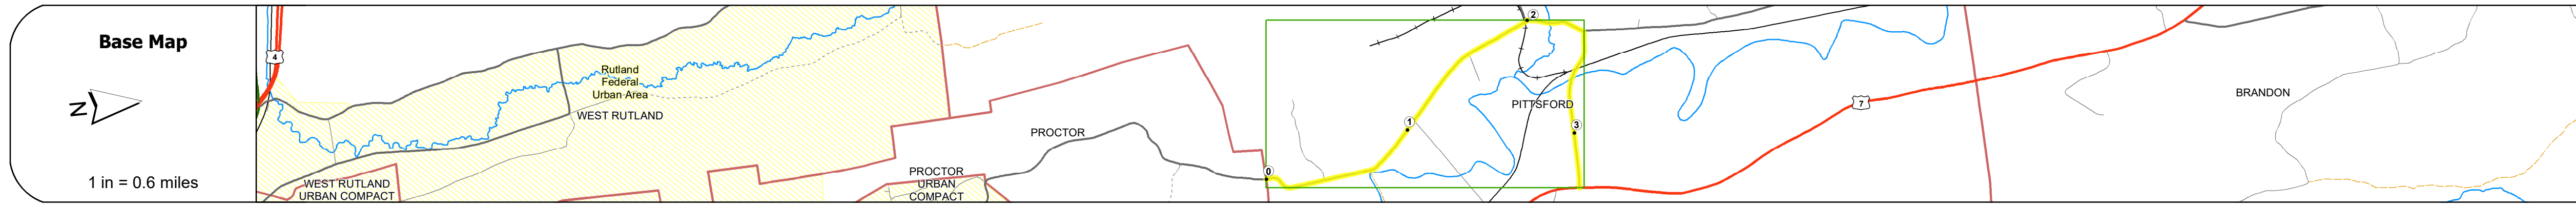 Base Map
N
1 in = 0.6 miles
4
Rutland
Federal
Urban Area
WEST RUTLAND
WEST RUTLAND
URBAN COMPACT
PROCTOR
URBAN
COMPACT
PROCTOR
0
1
2
PITTSFORD
3
7
BRANDON